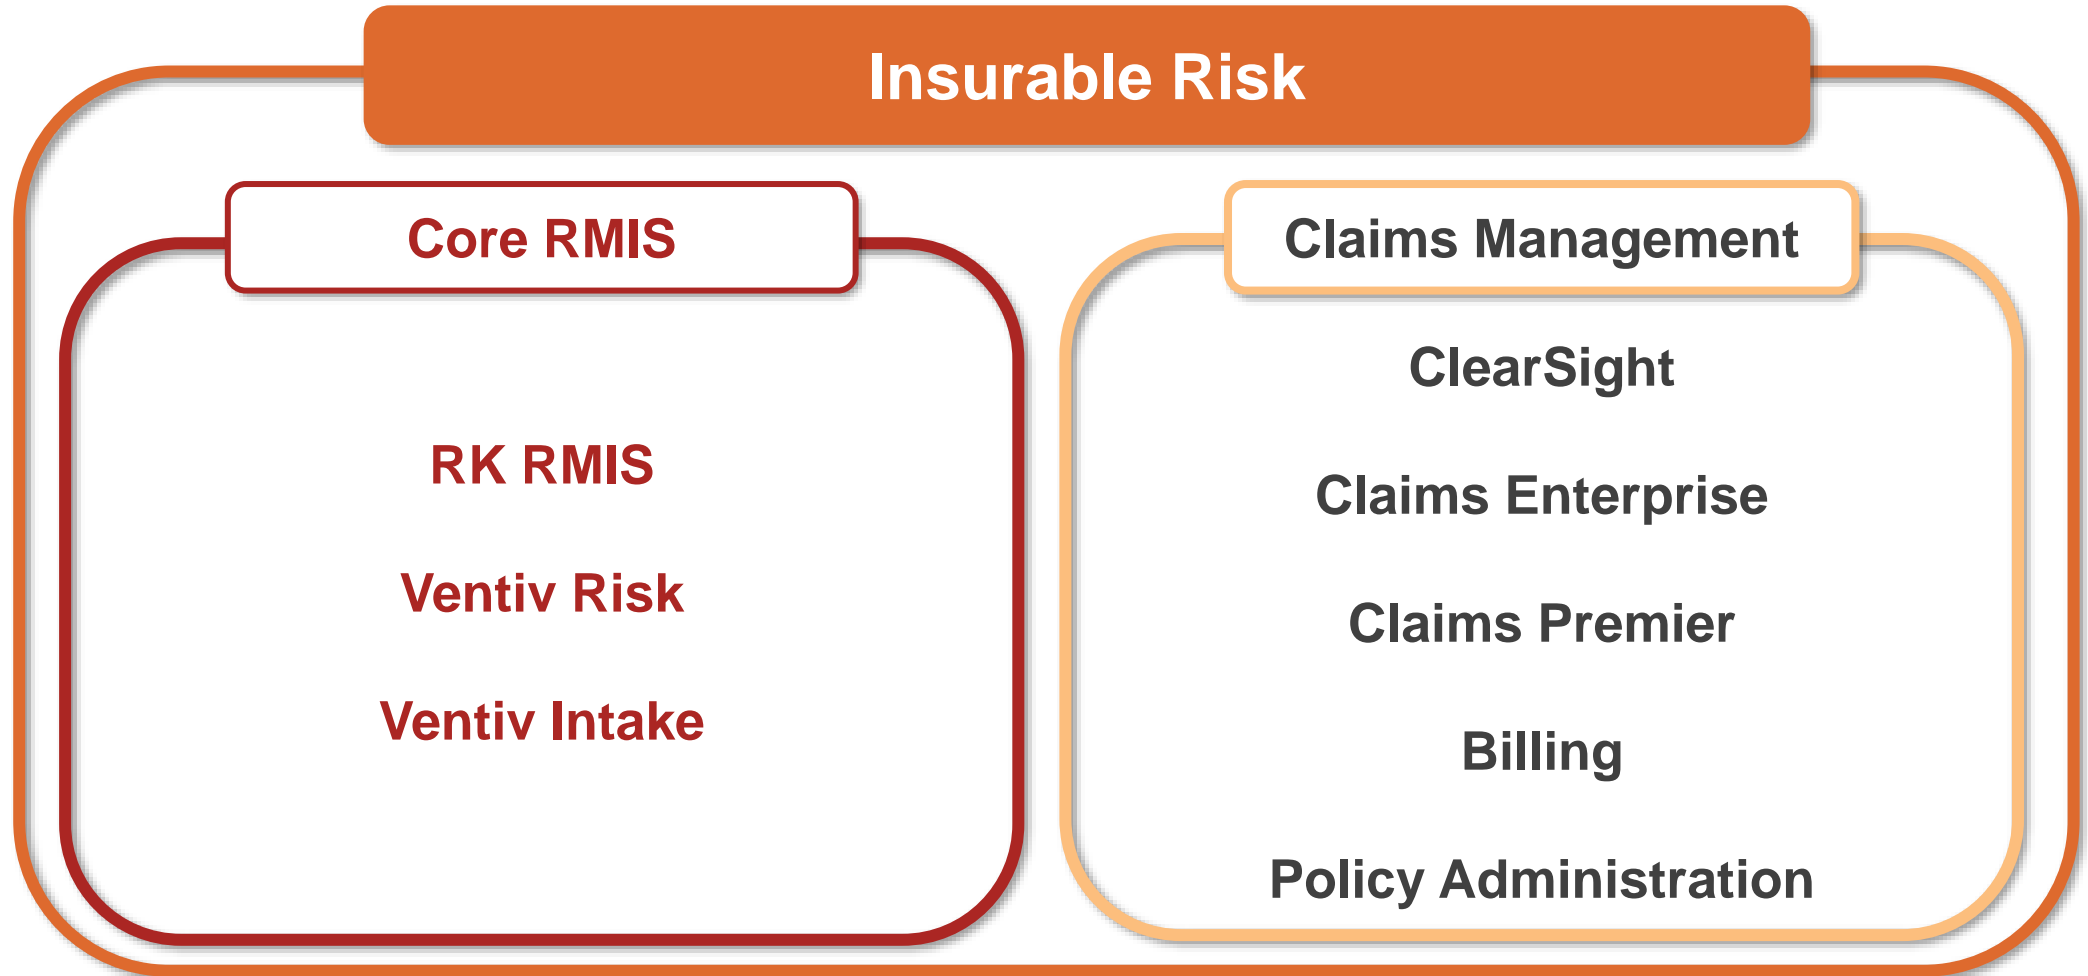 Insurable Risk
Core RMIS
RK RMIS
Ventiv Risk
Ventiv Intake
Claims Management
ClearSight
Claims Enterprise
Claims Premier
Billing
Policy Administration